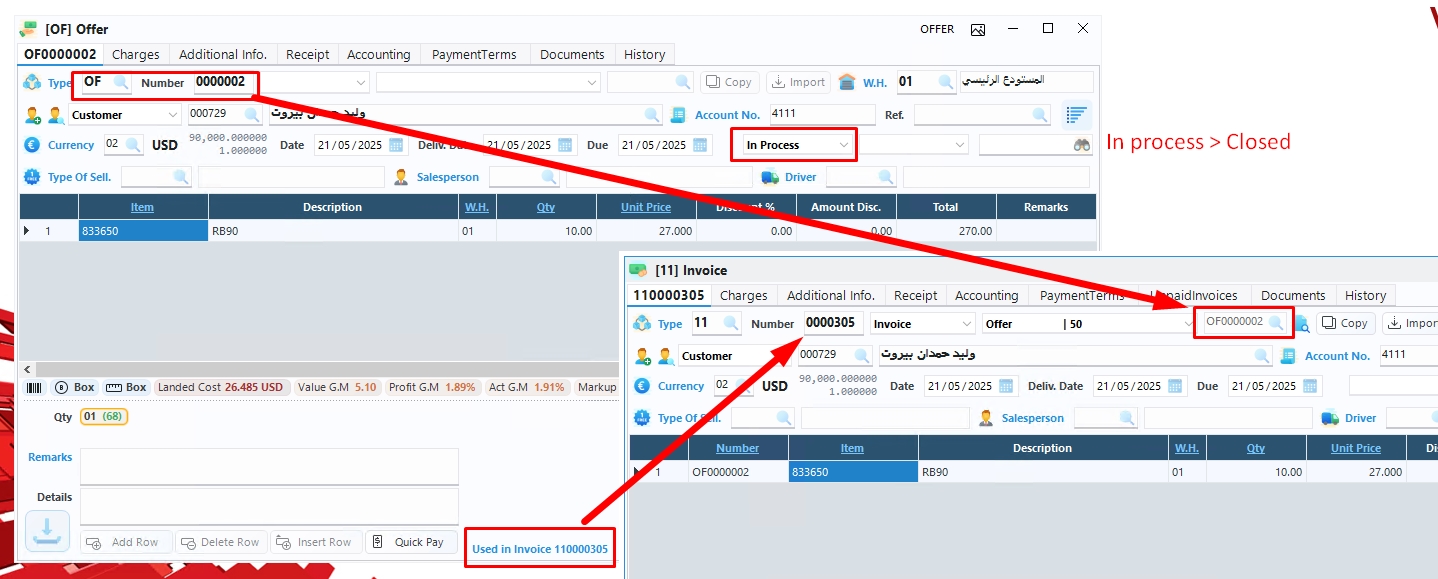 [OF] Offer
OFFER
OF0000002 Charges Additional Info. Receipt Accounting PaymentTerms Documents History
Type OF Number 0000002 Copy Import W.H. 01 المستودع الرئيسي
Customer 000729 وليد حمدان بيروت Account No. 4111 Ref.
Currency 02 USD 90,000.000000 1.000000 Date 21/05/2025 Deliv. Date 21/05/2025 Due 21/05/2025 In Process
In process > Closed
Type Of Sell. Salesperson Driver
Item Description W.H. Qty Unit Price Discount % Amount Disc. Total Remarks
1 833650 RB90 01 10.00 27.000 0.00 0.00 270.00
[11] Invoice
110000305 Charges Additional Info. Receipt Accounting PaymentTerms UnpaidInvoices Documents History
Type 11 Number 0000305 Invoice Offer | 50 OF0000002 Copy Impor
Customer 000729 وليد حمدان بيروت Account No. 4111
Currency 02 USD 90,000.000000 1.000000 Date 21/05/2025 Deliv. Date 21/05/2025 Due 21/05/2025
Type Of Sell. Salesperson Driver
Number Item Description W.H. Qty Unit Price Di
1 OF0000002 833650 RB90 01 10.00 27.000
Box Box Landed Cost 26.485 USD Value G.M 5.10 Profit G.M 1.89% Act G.M 1.91% Markup
Qty 01 (68)
Remarks
Details
Add Row Delete Row Insert Row Quick Pay
Used in Invoice 110000305